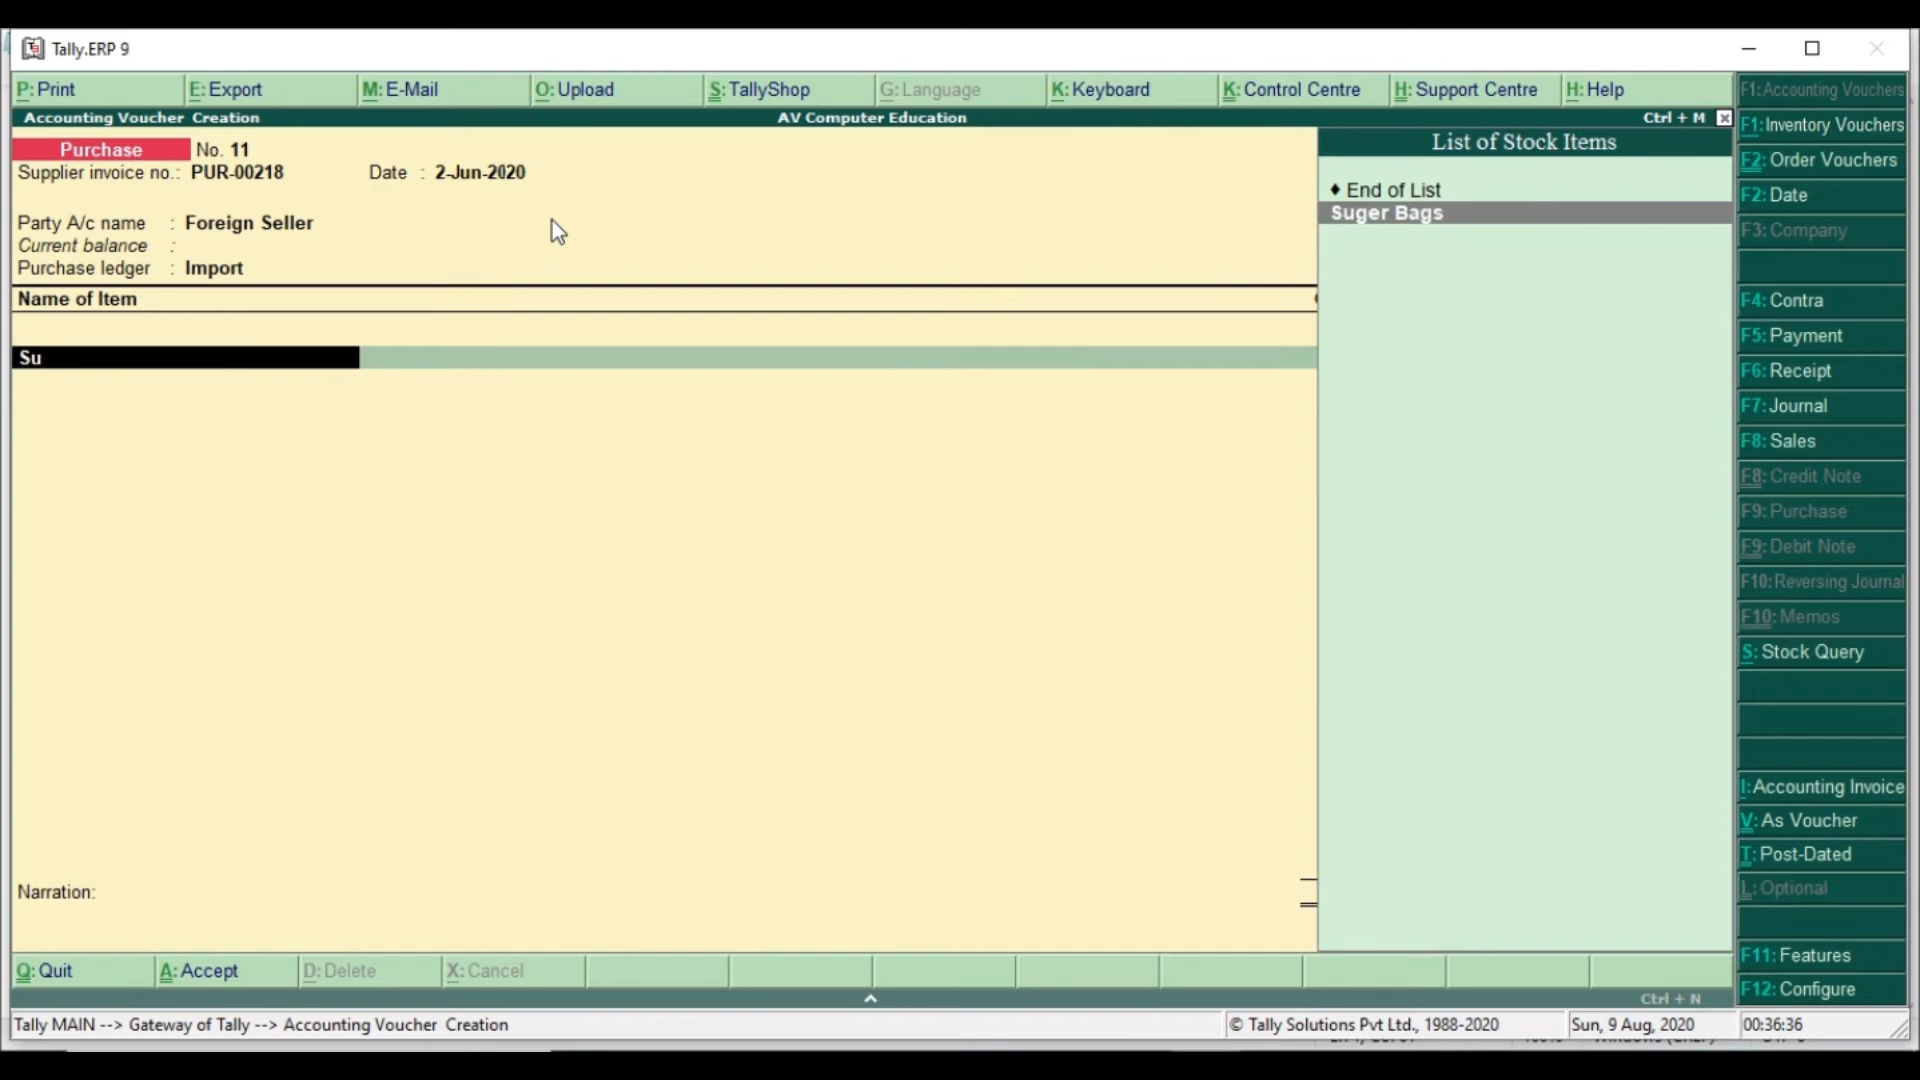 Tally.ERP 9
P: Print E: Export M: E-Mail O: Upload S: TallyShop G: Language K: Keyboard K: Control Centre H: Support Centre H: Help
Accounting Voucher Creation AV Computer Education Ctrl + M
Purchase No. 11
Supplier invoice no.: PUR-00218 Date : 2-Jun-2020
Party A/c name : Foreign Seller
Current balance :
Purchase ledger : Import
Name of Item
Su
Narration:
List of Stock Items
♦ End of List
Suger Bags
F1: Accounting Vouchers
F1: Inventory Vouchers
F2: Order Vouchers
F2: Date
F3: Company
F4: Contra
F5: Payment
F6: Receipt
F7: Journal
F8: Sales
F8: Credit Note
F9: Purchase
F9: Debit Note
F10: Reversing Journal
F10: Memos
S: Stock Query
I: Accounting Invoice
V: As Voucher
T: Post-Dated
L: Optional
F11: Features
F12: Configure
Q: Quit A: Accept D: Delete X: Cancel
Ctrl + N
Tally MAIN --> Gateway of Tally --> Accounting Voucher Creation © Tally Solutions Pvt Ltd., 1988-2020 Sun, 9 Aug, 2020 00:36:36